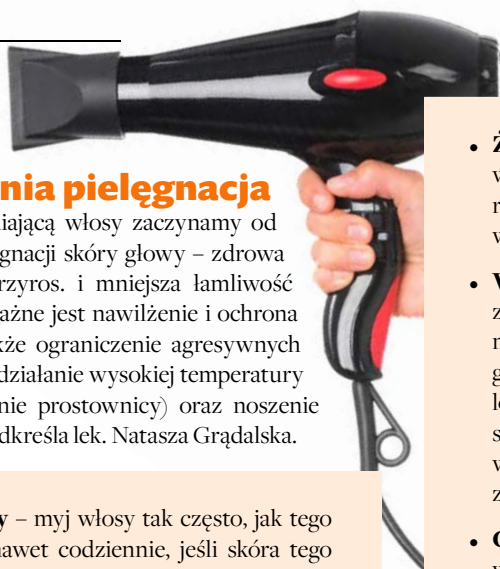 nia pielęgnacja
iającą włosy zaczynamy od
gnacji skóry głowy – zdrowa
rzyros. i mniejsza łamliwość
ażne jest nawilżenie i ochrona
kże ograniczenie agresywnych
działanie wysokiej temperatury
nie prostownicy) oraz noszenie
dkreśla lek. Natasza Grądalska.
y – myj włosy tak często, jak tego
nawet codziennie, jeśli skóra tego